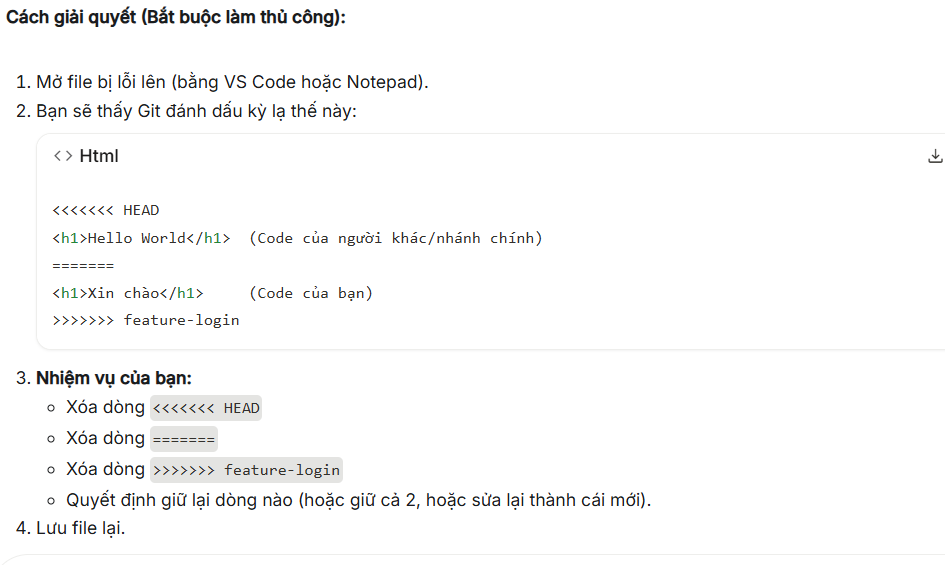 Cách giải quyết (Bắt buộc làm thủ công):
1. Mở file bị lỗi lên (bằng VS Code hoặc Notepad).
2. Bạn sẽ thấy Git đánh dấu kỳ lạ thế này:
<> Html
<<<<<<< HEAD
<h1>Hello World</h1>  (Code của người khác/nhánh chính)
=======
<h1>Xin chào</h1>     (Code của bạn)
>>>>>>> feature-login
3. Nhiệm vụ của bạn:
Xóa dòng <<<<<<< HEAD
Xóa dòng =======
Xóa dòng >>>>>>> feature-login
Quyết định giữ lại dòng nào (hoặc giữ cả 2, hoặc sửa lại thành cái mới).
4. Lưu file lại.